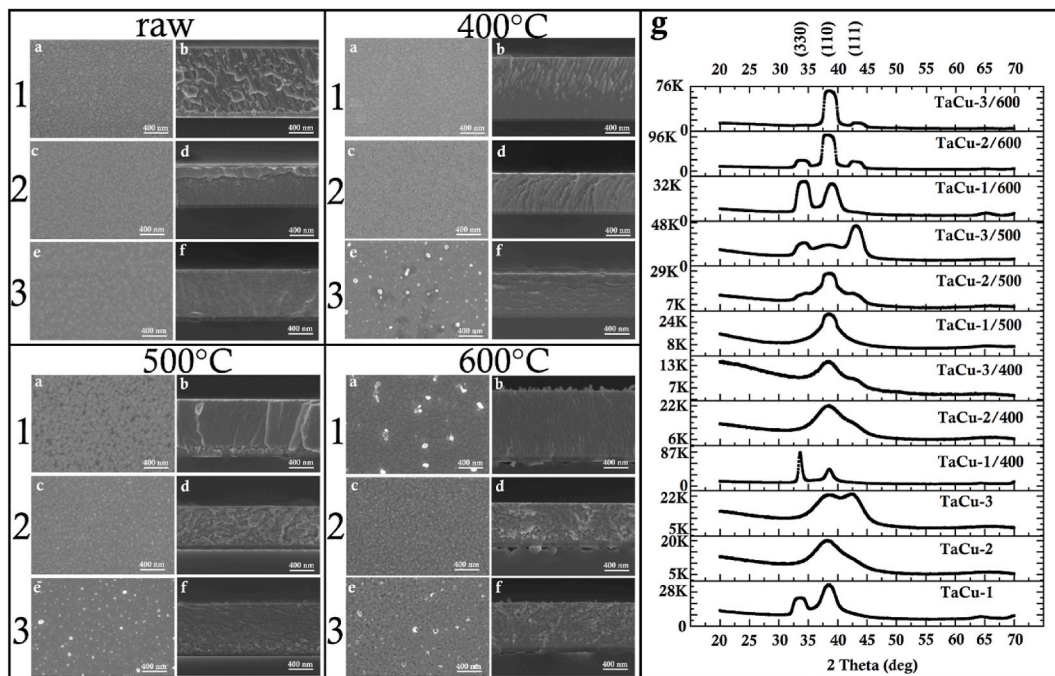 raw
1
a
400 nm
b
400 nm
2
c
400 nm
d
400 nm
3
e
400 nm
f
400 nm
400°C
1
a
400 nm
b
400 nm
2
c
400 nm
d
400 nm
3
e
400 nm
f
400 nm
500°C
1
a
400 nm
b
400 nm
2
c
400 nm
d
400 nm
3
e
400 nm
f
400 nm
600°C
1
a
400 nm
b
400 nm
2
c
400 nm
d
400 nm
3
e
400 nm
f
400 nm
g
(330) (110) (111)
20 25 30 35 40 45 50 55 60 65 70
76K
TaCu-3/600
0
96K
TaCu-2/600
0
32K
TaCu-1/600
0
48K
TaCu-3/500
0
29K
TaCu-2/500
7K
24K
TaCu-1/500
8K
13K
TaCu-3/400
7K
22K
TaCu-2/400
6K
87K
TaCu-1/400
0
22K
TaCu-3
5K
20K
TaCu-2
5K
28K
TaCu-1
0
20 25 30 35 40 45 50 55 60 65 70
2 Theta (deg)